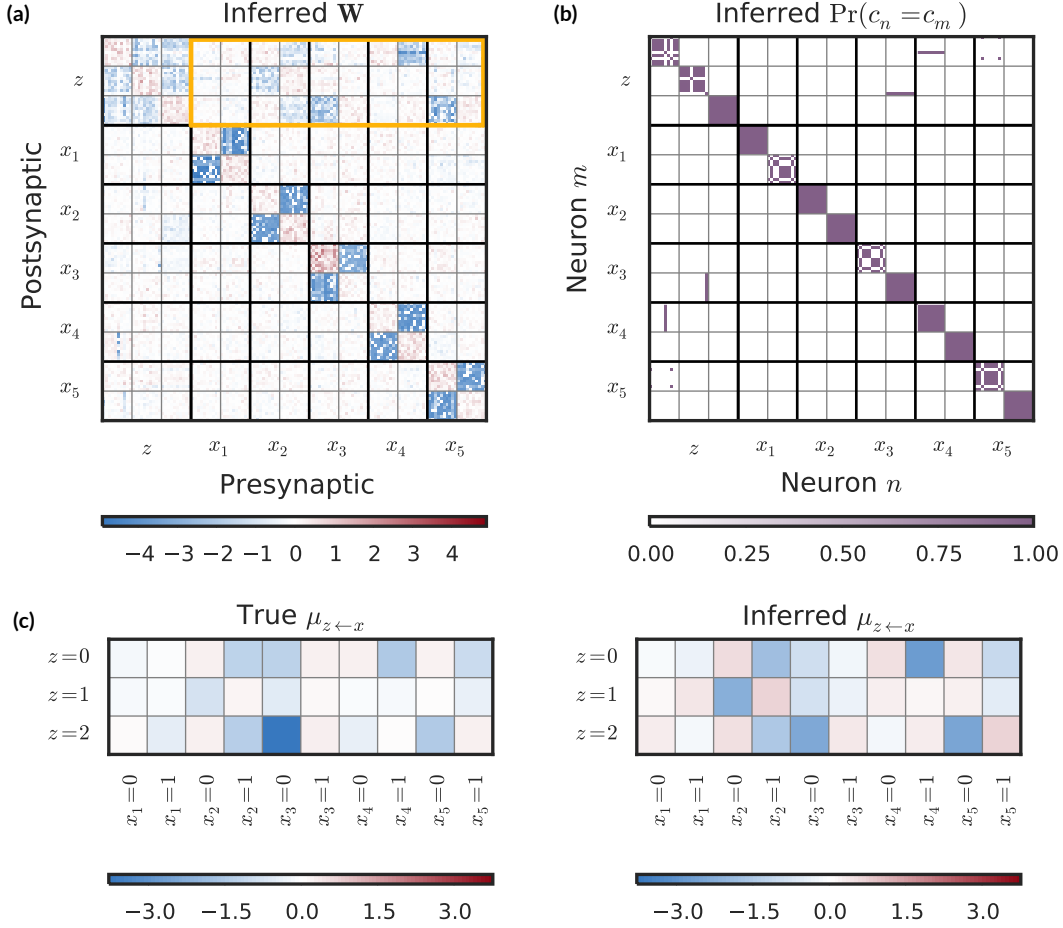 (a)
Inferred W
z
x₁
x₂
x₃
x₄
x₅
Postsynaptic
z x₁ x₂ x₃ x₄ x₅
Presynaptic
−4 −3 −2 −1 0 1 2 3 4
(b)
Inferred Pr(cₙ = cₘ)
z
x₁
x₂
x₃
x₄
x₅
Neuron m
z x₁ x₂ x₃ x₄ x₅
Neuron n
0.00 0.25 0.50 0.75 1.00
(c)
True μ_{z←x}
z=0
z=1
z=2
x₁=0 x₁=1 x₂=0 x₂=1 x₃=0 x₃=1 x₄=0 x₄=1 x₅=0 x₅=1
−3.0 −1.5 0.0 1.5 3.0
Inferred μ_{z←x}
z=0
z=1
z=2
x₁=0 x₁=1 x₂=0 x₂=1 x₃=0 x₃=1 x₄=0 x₄=1 x₅=0 x₅=1
−3.0 −1.5 0.0 1.5 3.0